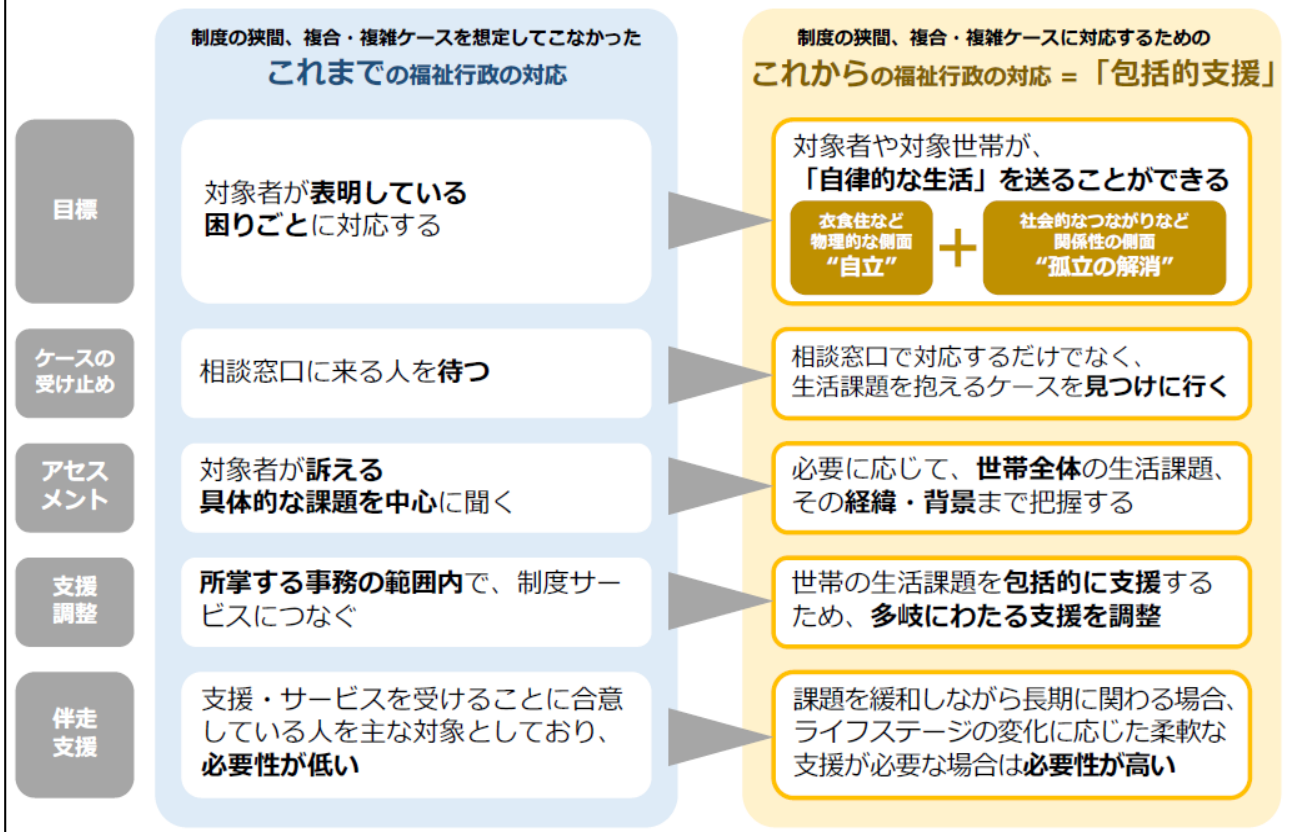 制度の狭間、複合・複雑ケースを想定してこなかった
これまでの福祉行政の対応
制度の狭間、複合・複雑ケースに対応するための
これからの福祉行政の対応 = 「包括的支援」
目標
対象者が表明している
困りごとに対応する
対象者や対象世帯が、
「自律的な生活」を送ることができる
衣食住など
物理的な側面
“自立”
+
社会的なつながりなど
関係性の側面
“孤立の解消”
ケースの
受け止め
相談窓口に来る人を待つ
相談窓口で対応するだけでなく、
生活課題を抱えるケースを見つけに行く
アセス
メント
対象者が訴える
具体的な課題を中心に聞く
必要に応じて、世帯全体の生活課題、
その経緯・背景まで把握する
支援
調整
所掌する事務の範囲内で、制度サー
ビスにつなぐ
世帯の生活課題を包括的に支援する
ため、多岐にわたる支援を調整
伴走
支援
支援・サービスを受けることに合意
している人を主な対象としており、
必要性が低い
課題を緩和しながら長期に関わる場合、
ライフステージの変化に応じた柔軟な
支援が必要な場合は必要性が高い